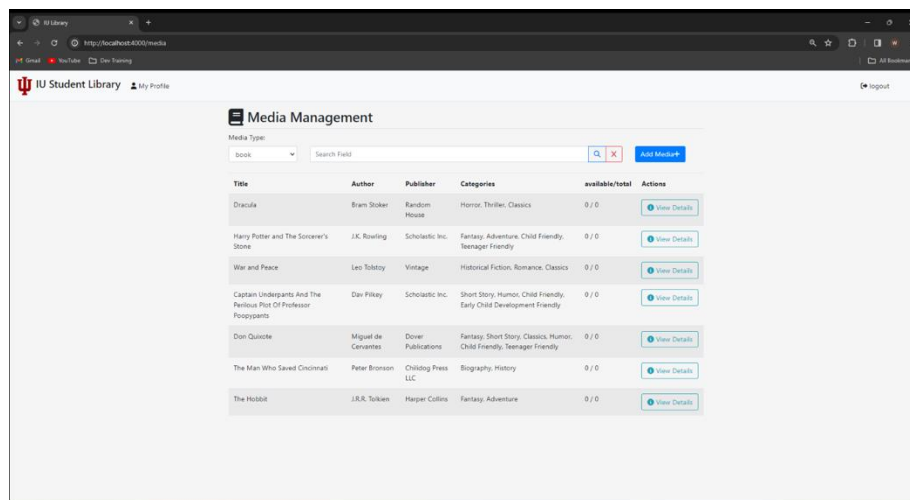 IU Library
http://localhost:4000/media
Gmail YouTube Dev Training All Bookmar
IU Student Library My Profile logout
Media Management
Media Type:
book Search Field Add Media+
Title Author Publisher Categories available/total Actions
Dracula Bram Stoker Random Horror, Thriller, Classics 0 / 0 View Details
House
Harry Potter and The Sorcerer's J.K. Rowling Scholastic Inc. Fantasy, Adventure, Child Friendly, 0 / 0 View Details
Stone Teenager Friendly
War and Peace Leo Tolstoy Vintage Historical Fiction, Romance, Classics 0 / 0 View Details
Captain Underpants And The Dav Pilkey Scholastic Inc. Short Story, Humor, Child Friendly, 0 / 0 View Details
Perilous Plot Of Professor Early Child Development Friendly
Poopypants
Don Quixote Miguel de Dover Fantasy, Short Story, Classics, Humor, 0 / 0 View Details
Cervantes Publications Child Friendly, Teenager Friendly
The Man Who Saved Cincinnati Peter Bronson Chilidog Press Biography, History 0 / 0 View Details
LLC
The Hobbit J.R.R. Tolkien Harper Collins Fantasy, Adventure 0 / 0 View Details